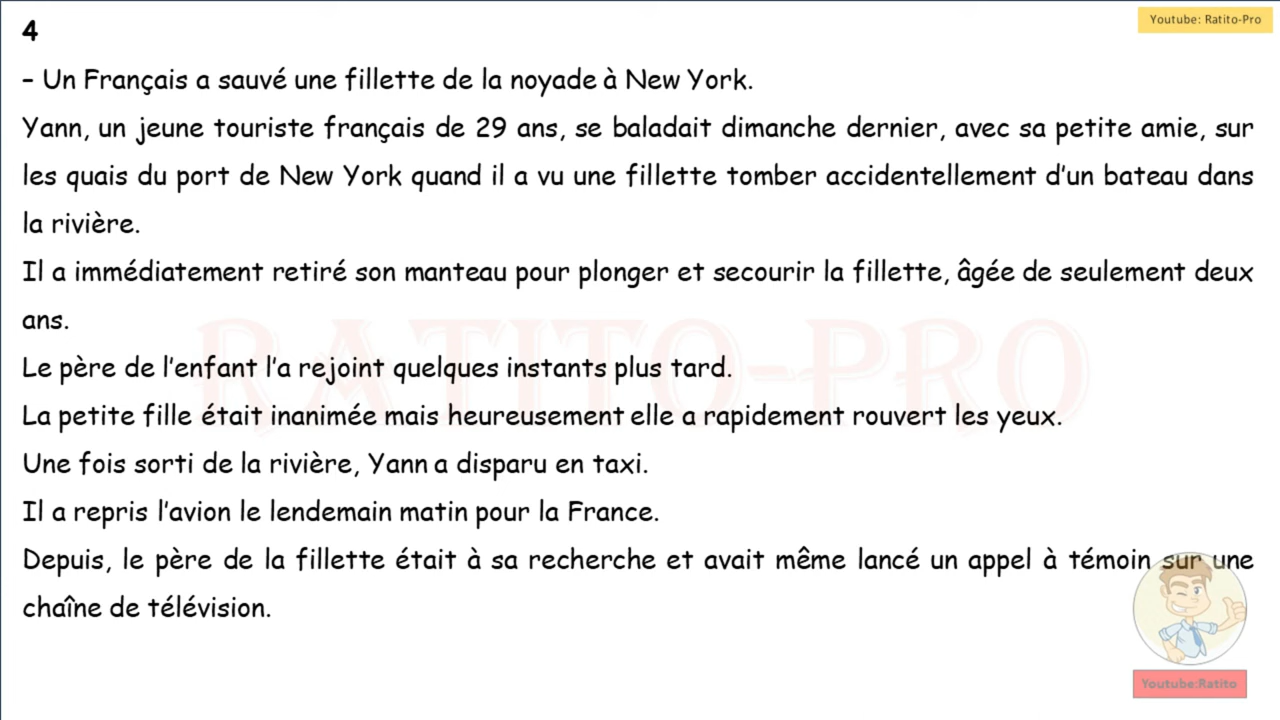 4
Youtube: Ratito-Pro
– Un Français a sauvé une fillette de la noyade à New York.
Yann, un jeune touriste français de 29 ans, se baladait dimanche dernier, avec sa petite amie, sur
les quais du port de New York quand il a vu une fillette tomber accidentellement d’un bateau dans
la rivière.
Il a immédiatement retiré son manteau pour plonger et secourir la fillette, âgée de seulement deux
ans.
RATITO-PRO
Le père de l’enfant l’a rejoint quelques instants plus tard.
La petite fille était inanimée mais heureusement elle a rapidement rouvert les yeux.
Une fois sorti de la rivière, Yann a disparu en taxi.
Il a repris l’avion le lendemain matin pour la France.
Depuis, le père de la fillette était à sa recherche et avait même lancé un appel à témoin sur une
chaîne de télévision.
Youtube:Ratito